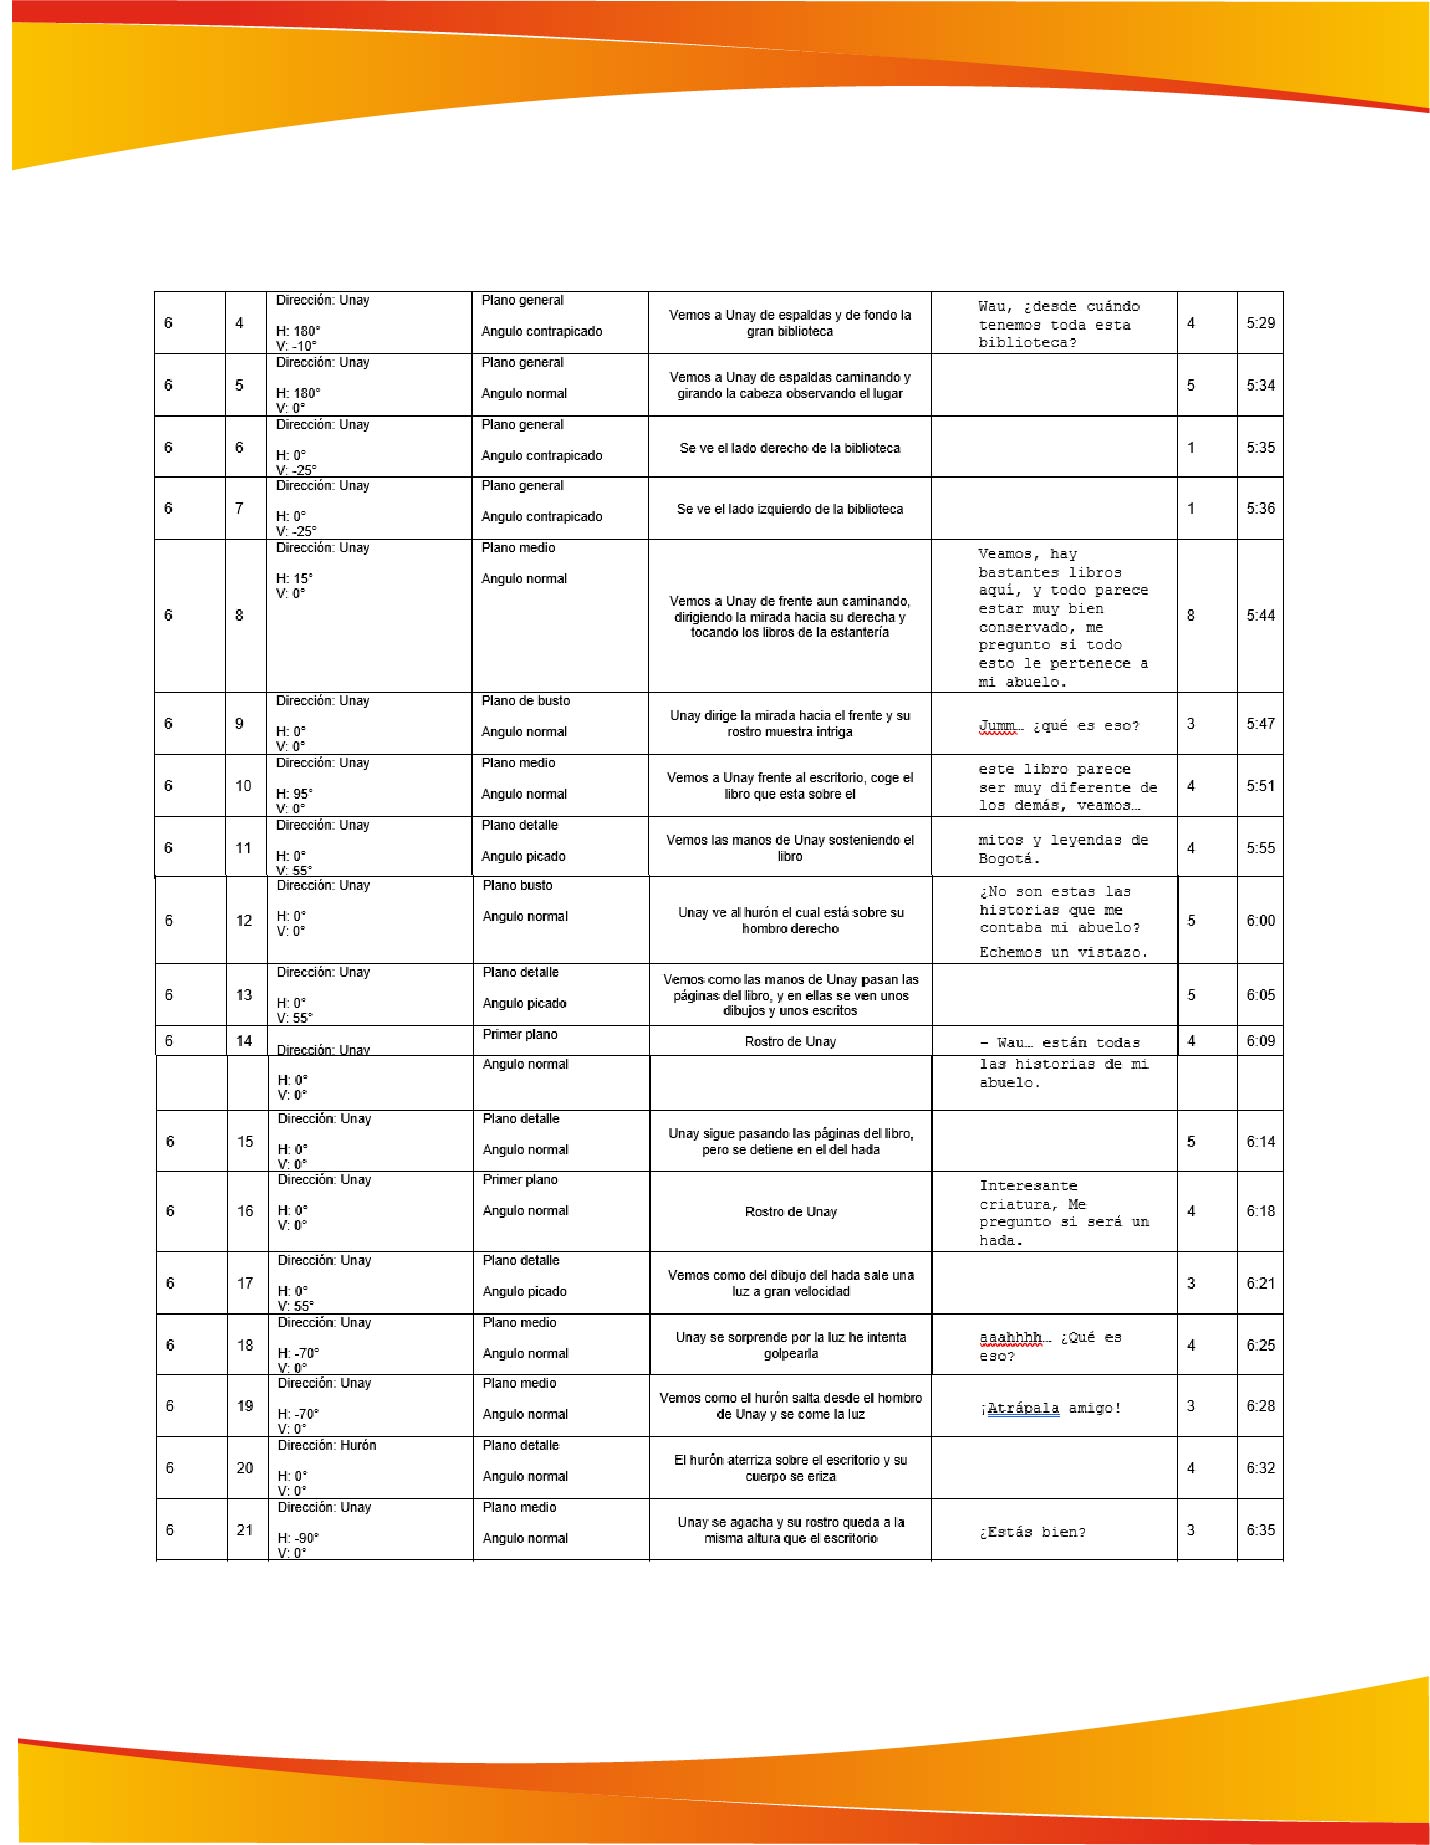 6
4
Dirección: Unay
H: 180°
V: -10°
Plano general
Angulo contrapicado
Vemos a Unay de espaldas y de fondo la
gran biblioteca
Wau, ¿desde cuándo
tenemos toda esta
biblioteca?
4
5:29
6
5
Dirección: Unay
H: 180°
V: 0°
Plano general
Angulo normal
Vemos a Unay de espaldas caminando y
girando la cabeza observando el lugar
5
5:34
6
6
Dirección: Unay
H: 0°
V: -25°
Plano general
Angulo contrapicado
Se ve el lado derecho de la biblioteca
1
5:35
6
7
Dirección: Unay
H: 0°
V: -25°
Plano general
Angulo contrapicado
Se ve el lado izquierdo de la biblioteca
1
5:36
6
8
Dirección: Unay
H: 15°
V: 0°
Plano medio
Angulo normal
Vemos a Unay de frente aun caminando,
dirigiendo la mirada hacia su derecha y
tocando los libros de la estantería
Veamos, hay
bastantes libros
aquí, y todo parece
estar muy bien
conservado, me
pregunto si todo
esto le pertenece a
mi abuelo.
8
5:44
6
9
Dirección: Unay
H: 0°
V: 0°
Plano de busto
Angulo normal
Unay dirige la mirada hacia el frente y su
rostro muestra intriga
Jumm… ¿qué es eso?
3
5:47
6
10
Dirección: Unay
H: 95°
V: 0°
Plano medio
Angulo normal
Vemos a Unay frente al escritorio, coge el
libro que esta sobre el
este libro parece
ser muy diferente de
los demás, veamos…
4
5:51
6
11
Dirección: Unay
H: 0°
V: 55°
Plano detalle
Angulo picado
Vemos las manos de Unay sosteniendo el
libro
mitos y leyendas de
Bogotá.
4
5:55
6
12
Dirección: Unay
H: 0°
V: 0°
Plano busto
Angulo normal
Unay ve al hurón el cual está sobre su
hombro derecho
¿No son estas las
historias que me
contaba mi abuelo?
Echemos un vistazo.
5
6:00
6
13
Dirección: Unay
H: 0°
V: 55°
Plano detalle
Angulo picado
Vemos como las manos de Unay pasan las
páginas del libro, y en ellas se ven unos
dibujos y unos escritos
5
6:05
6
14
Dirección: Unay
H: 0°
V: 0°
Primer plano
Angulo normal
Rostro de Unay
– Wau… están todas
las historias de mi
abuelo.
4
6:09
6
15
Dirección: Unay
H: 0°
V: 0°
Plano detalle
Angulo normal
Unay sigue pasando las páginas del libro,
pero se detiene en el del hada
5
6:14
6
16
Dirección: Unay
H: 0°
V: 0°
Primer plano
Angulo normal
Rostro de Unay
Interesante
criatura, Me
pregunto si será un
hada.
4
6:18
6
17
Dirección: Unay
H: 0°
V: 55°
Plano detalle
Angulo picado
Vemos como del dibujo del hada sale una
luz a gran velocidad
3
6:21
6
18
Dirección: Unay
H: -70°
V: 0°
Plano medio
Angulo normal
Unay se sorprende por la luz he intenta
golpearla
aaahhhh… ¿Qué es
eso?
4
6:25
6
19
Dirección: Unay
H: -70°
V: 0°
Plano medio
Angulo normal
Vemos como el hurón salta desde el hombro
de Unay y se come la luz
¡Atrápala amigo!
3
6:28
6
20
Dirección: Hurón
H: 0°
V: 0°
Plano detalle
Angulo normal
El hurón aterriza sobre el escritorio y su
cuerpo se eriza
4
6:32
6
21
Dirección: Unay
H: -90°
V: 0°
Plano medio
Angulo normal
Unay se agacha y su rostro queda a la
misma altura que el escritorio
¿Estás bien?
3
6:35